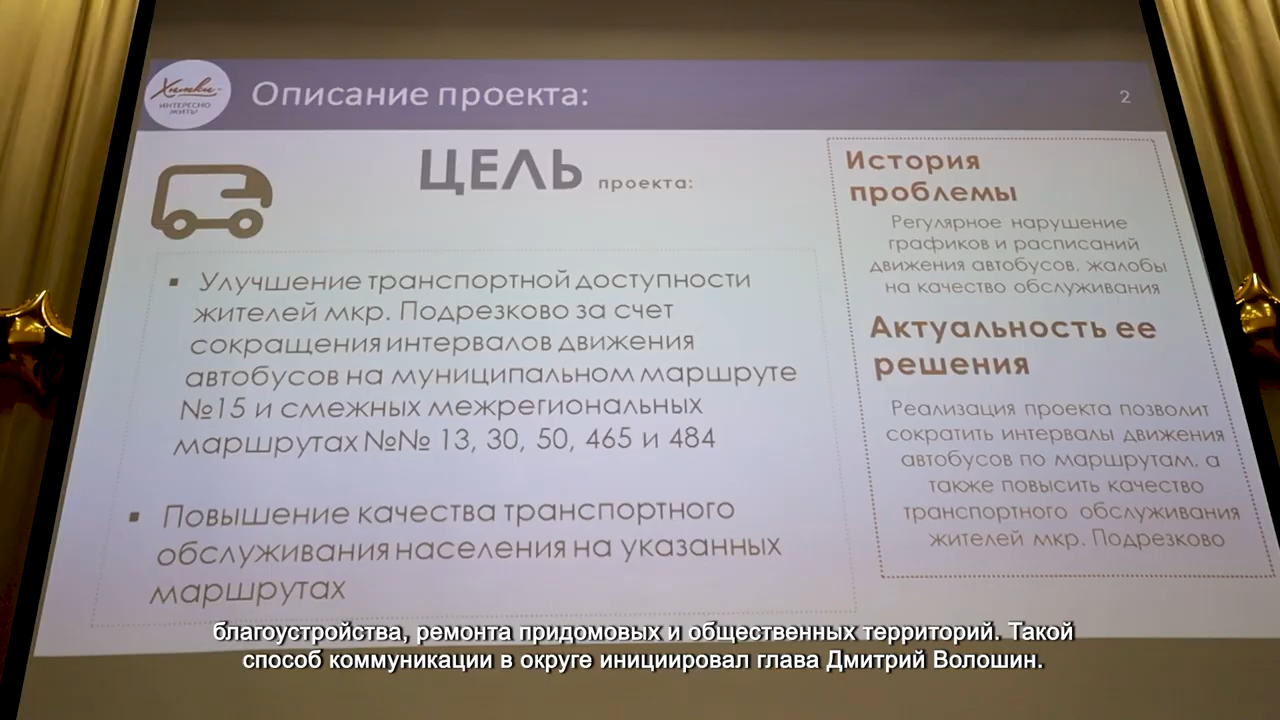 Химки-
ИНТЕРЕСНО
ЖИТЬ!
Описание проекта:
2
ЦЕЛЬ проекта:
▪ Улучшение транспортной доступности
жителей мкр. Подрезково за счет
сокращения интервалов движения
автобусов на муниципальном маршруте
№15 и смежных межрегиональных
маршрутах №№ 13, 30, 50, 465 и 484
▪ Повышение качества транспортного
обслуживания населения на указанных
маршрутах
История
проблемы
Регулярное нарушение
графиков и расписаний
движения автобусов, жалобы
на качество обслуживания
Актуальность ее
решения
Реализация проекта позволит
сократить интервалы движения
автобусов по маршрутам, а
также повысить качество
транспортного обслуживания
жителей мкр. Подрезково
благоустройства, ремонта придомовых и общественных территорий. Такой
способ коммуникации в округе инициировал глава Дмитрий Волошин.